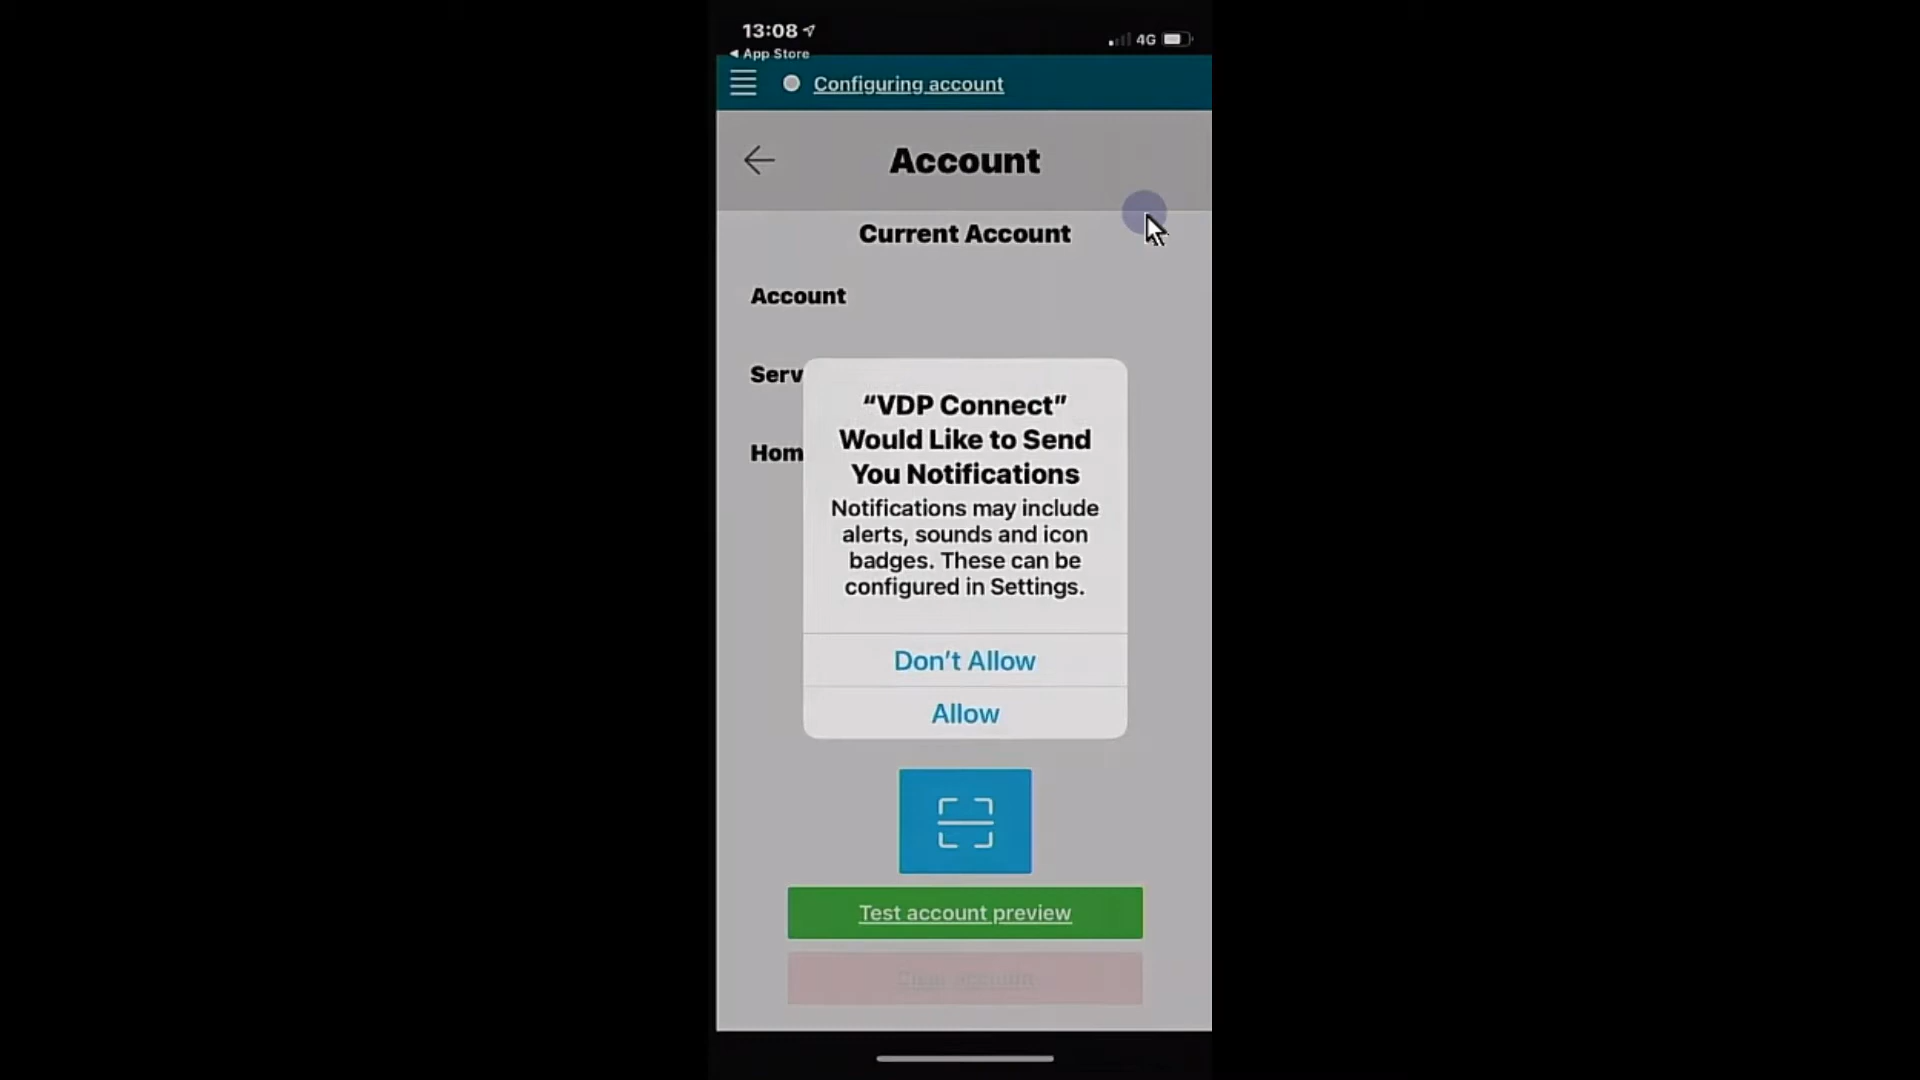 13:08
◀ App Store
4G
Configuring account
Account
Current Account
Account
Serv
Hom
“VDP Connect”
Would Like to Send
You Notifications
Notifications may include
alerts, sounds and icon
badges. These can be
configured in Settings.
Don’t Allow
Allow
Test account preview
Clear account